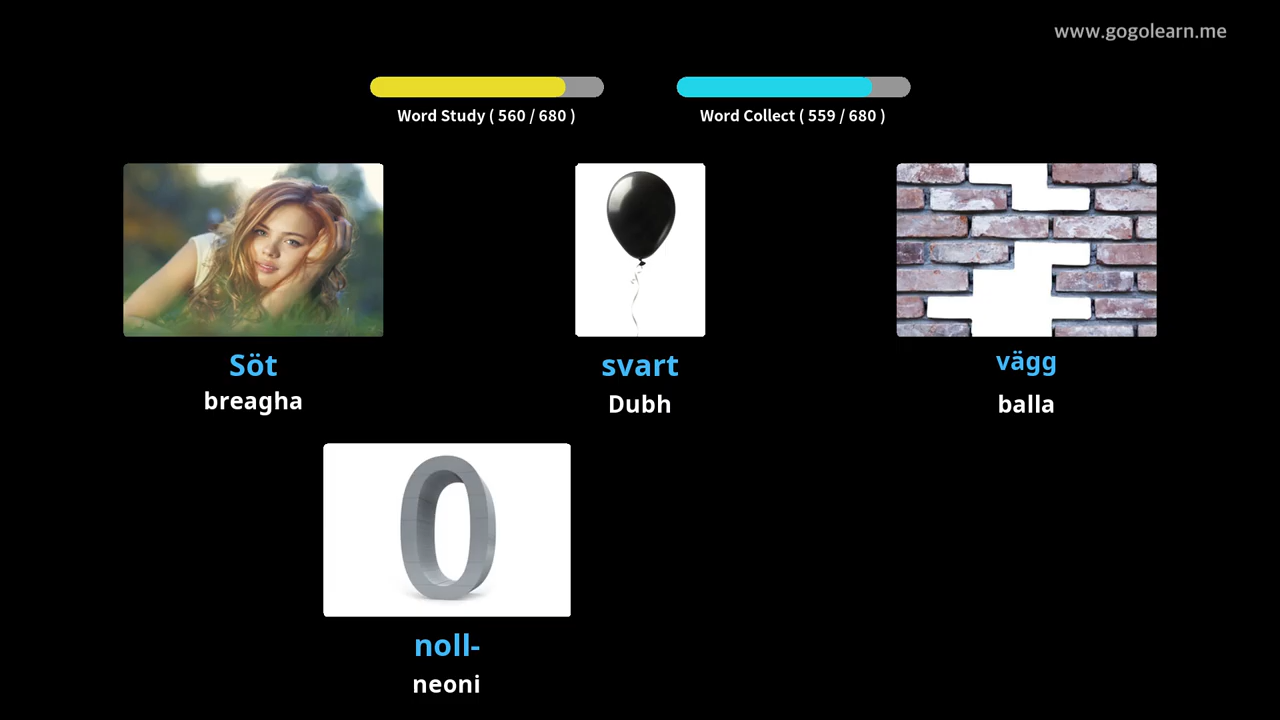 www.gogolearn.me
Word Study ( 560 / 680 )
Word Collect ( 559 / 680 )
Söt
breagha
svart
Dubh
vägg
balla
0
noll-
neoni